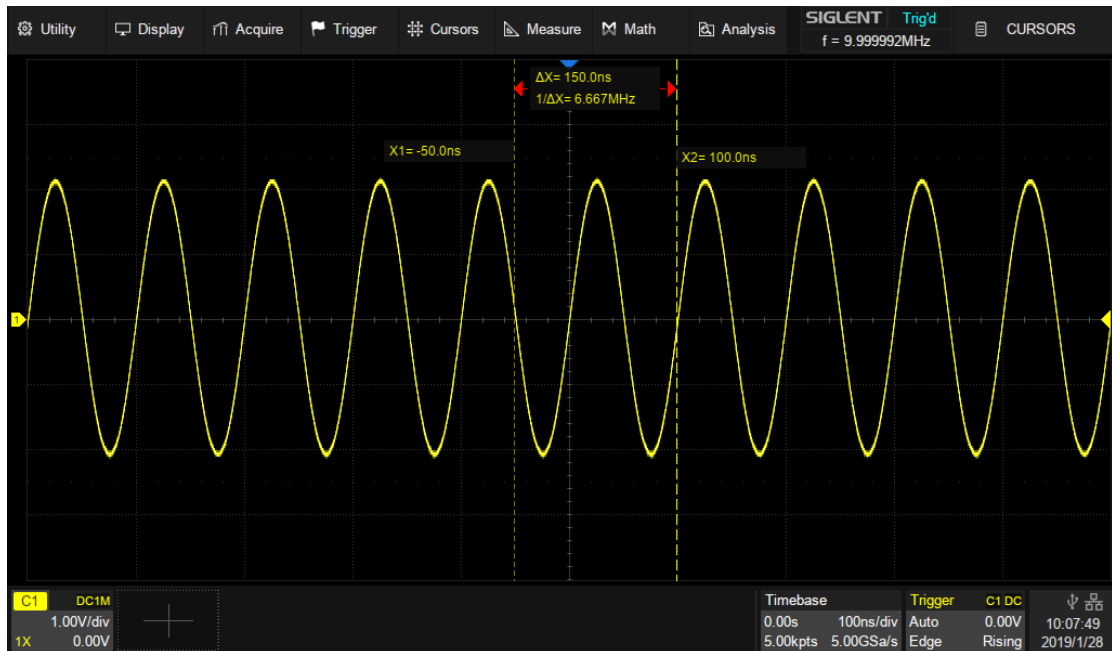 Utility Display Acquire Trigger Cursors Measure Math Analysis SIGLENT Trig'd CURSORS
f = 9.999992MHz
ΔX= 150.0ns
1/ΔX= 6.667MHz
X1= -50.0ns
X2= 100.0ns
1
C1 DC1M
1.00V/div
1X 0.00V
Timebase
0.00s 100ns/div
5.00kpts 5.00GSa/s
Trigger C1 DC
Auto 0.00V
Edge Rising
10:07:49
2019/1/28